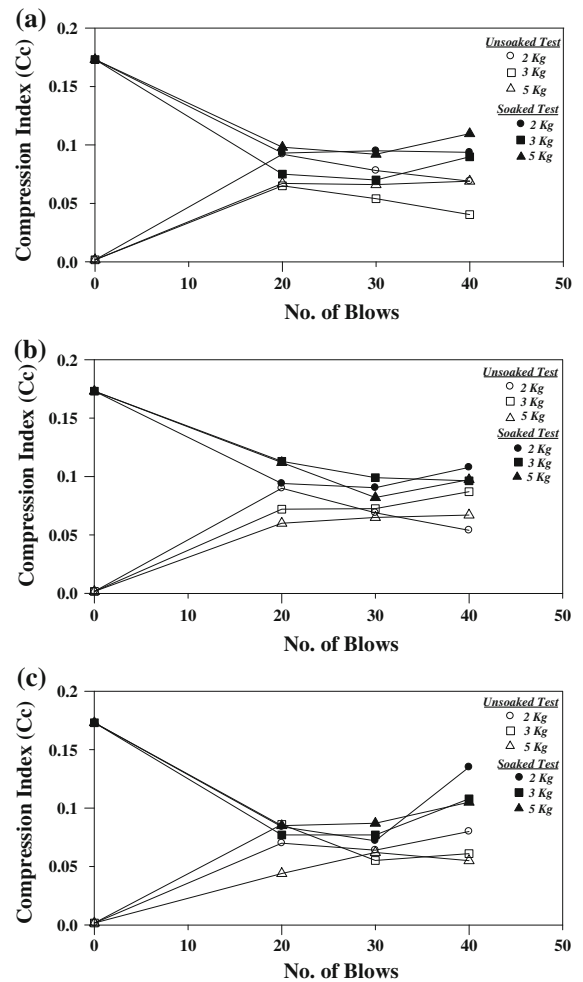 (a)
0.2
0.15
0.1
0.05
0.0
Compression Index (Cc)
0 10 20 30 40 50
No. of Blows
Unsoaked Test
2 Kg
3 Kg
5 Kg
Soaked Test
2 Kg
3 Kg
5 Kg
(b)
0.2
0.15
0.1
0.05
0.0
Compression Index (Cc)
0 10 20 30 40 50
No. of Blows
Unsoaked Test
2 Kg
3 Kg
5 Kg
Soaked Test
2 Kg
3 Kg
5 Kg
(c)
0.2
0.15
0.1
0.05
0.0
Compression Index (Cc)
0 10 20 30 40 50
No. of Blows
Unsoaked Test
2 Kg
3 Kg
5 Kg
Soaked Test
2 Kg
3 Kg
5 Kg